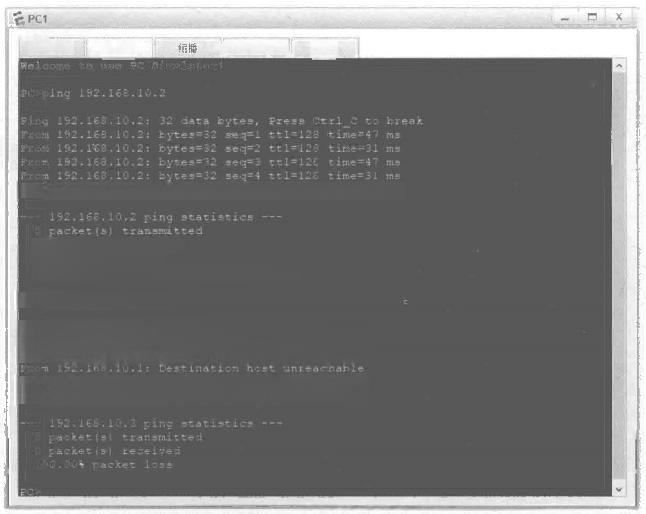 PC1
Welcome to use PC Simulator!
PC>ping 192.168.10.2
Ping 192.168.10.2: 32 data bytes, Press Ctrl_C to break
From 192.168.10.2: bytes=32 seq=1 ttl=128 time=47 ms
From 192.168.10.2: bytes=32 seq=2 ttl=128 time=31 ms
From 192.168.10.2: bytes=32 seq=3 ttl=128 time=47 ms
From 192.168.10.2: bytes=32 seq=4 ttl=128 time=31 ms
--- 192.168.10.2 ping statistics ---
packet(s) transmitted
From 192.168.10.1: Destination host unreachable
--- 192.168.10.3 ping statistics ---
packet(s) transmitted
0 packet(s) received
100.00% packet loss
PC>